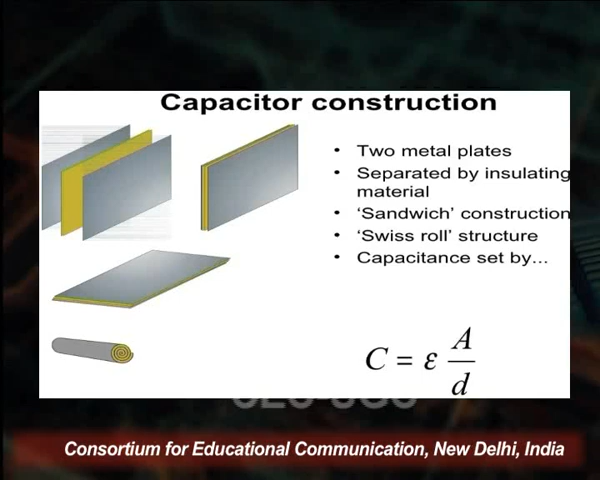 Capacitor construction
• Two metal plates
• Separated by insulating
material
• ‘Sandwich’ construction
• ‘Swiss roll’ structure
• Capacitance set by...
C = ε A/d
Consortium for Educational Communication, New Delhi, India